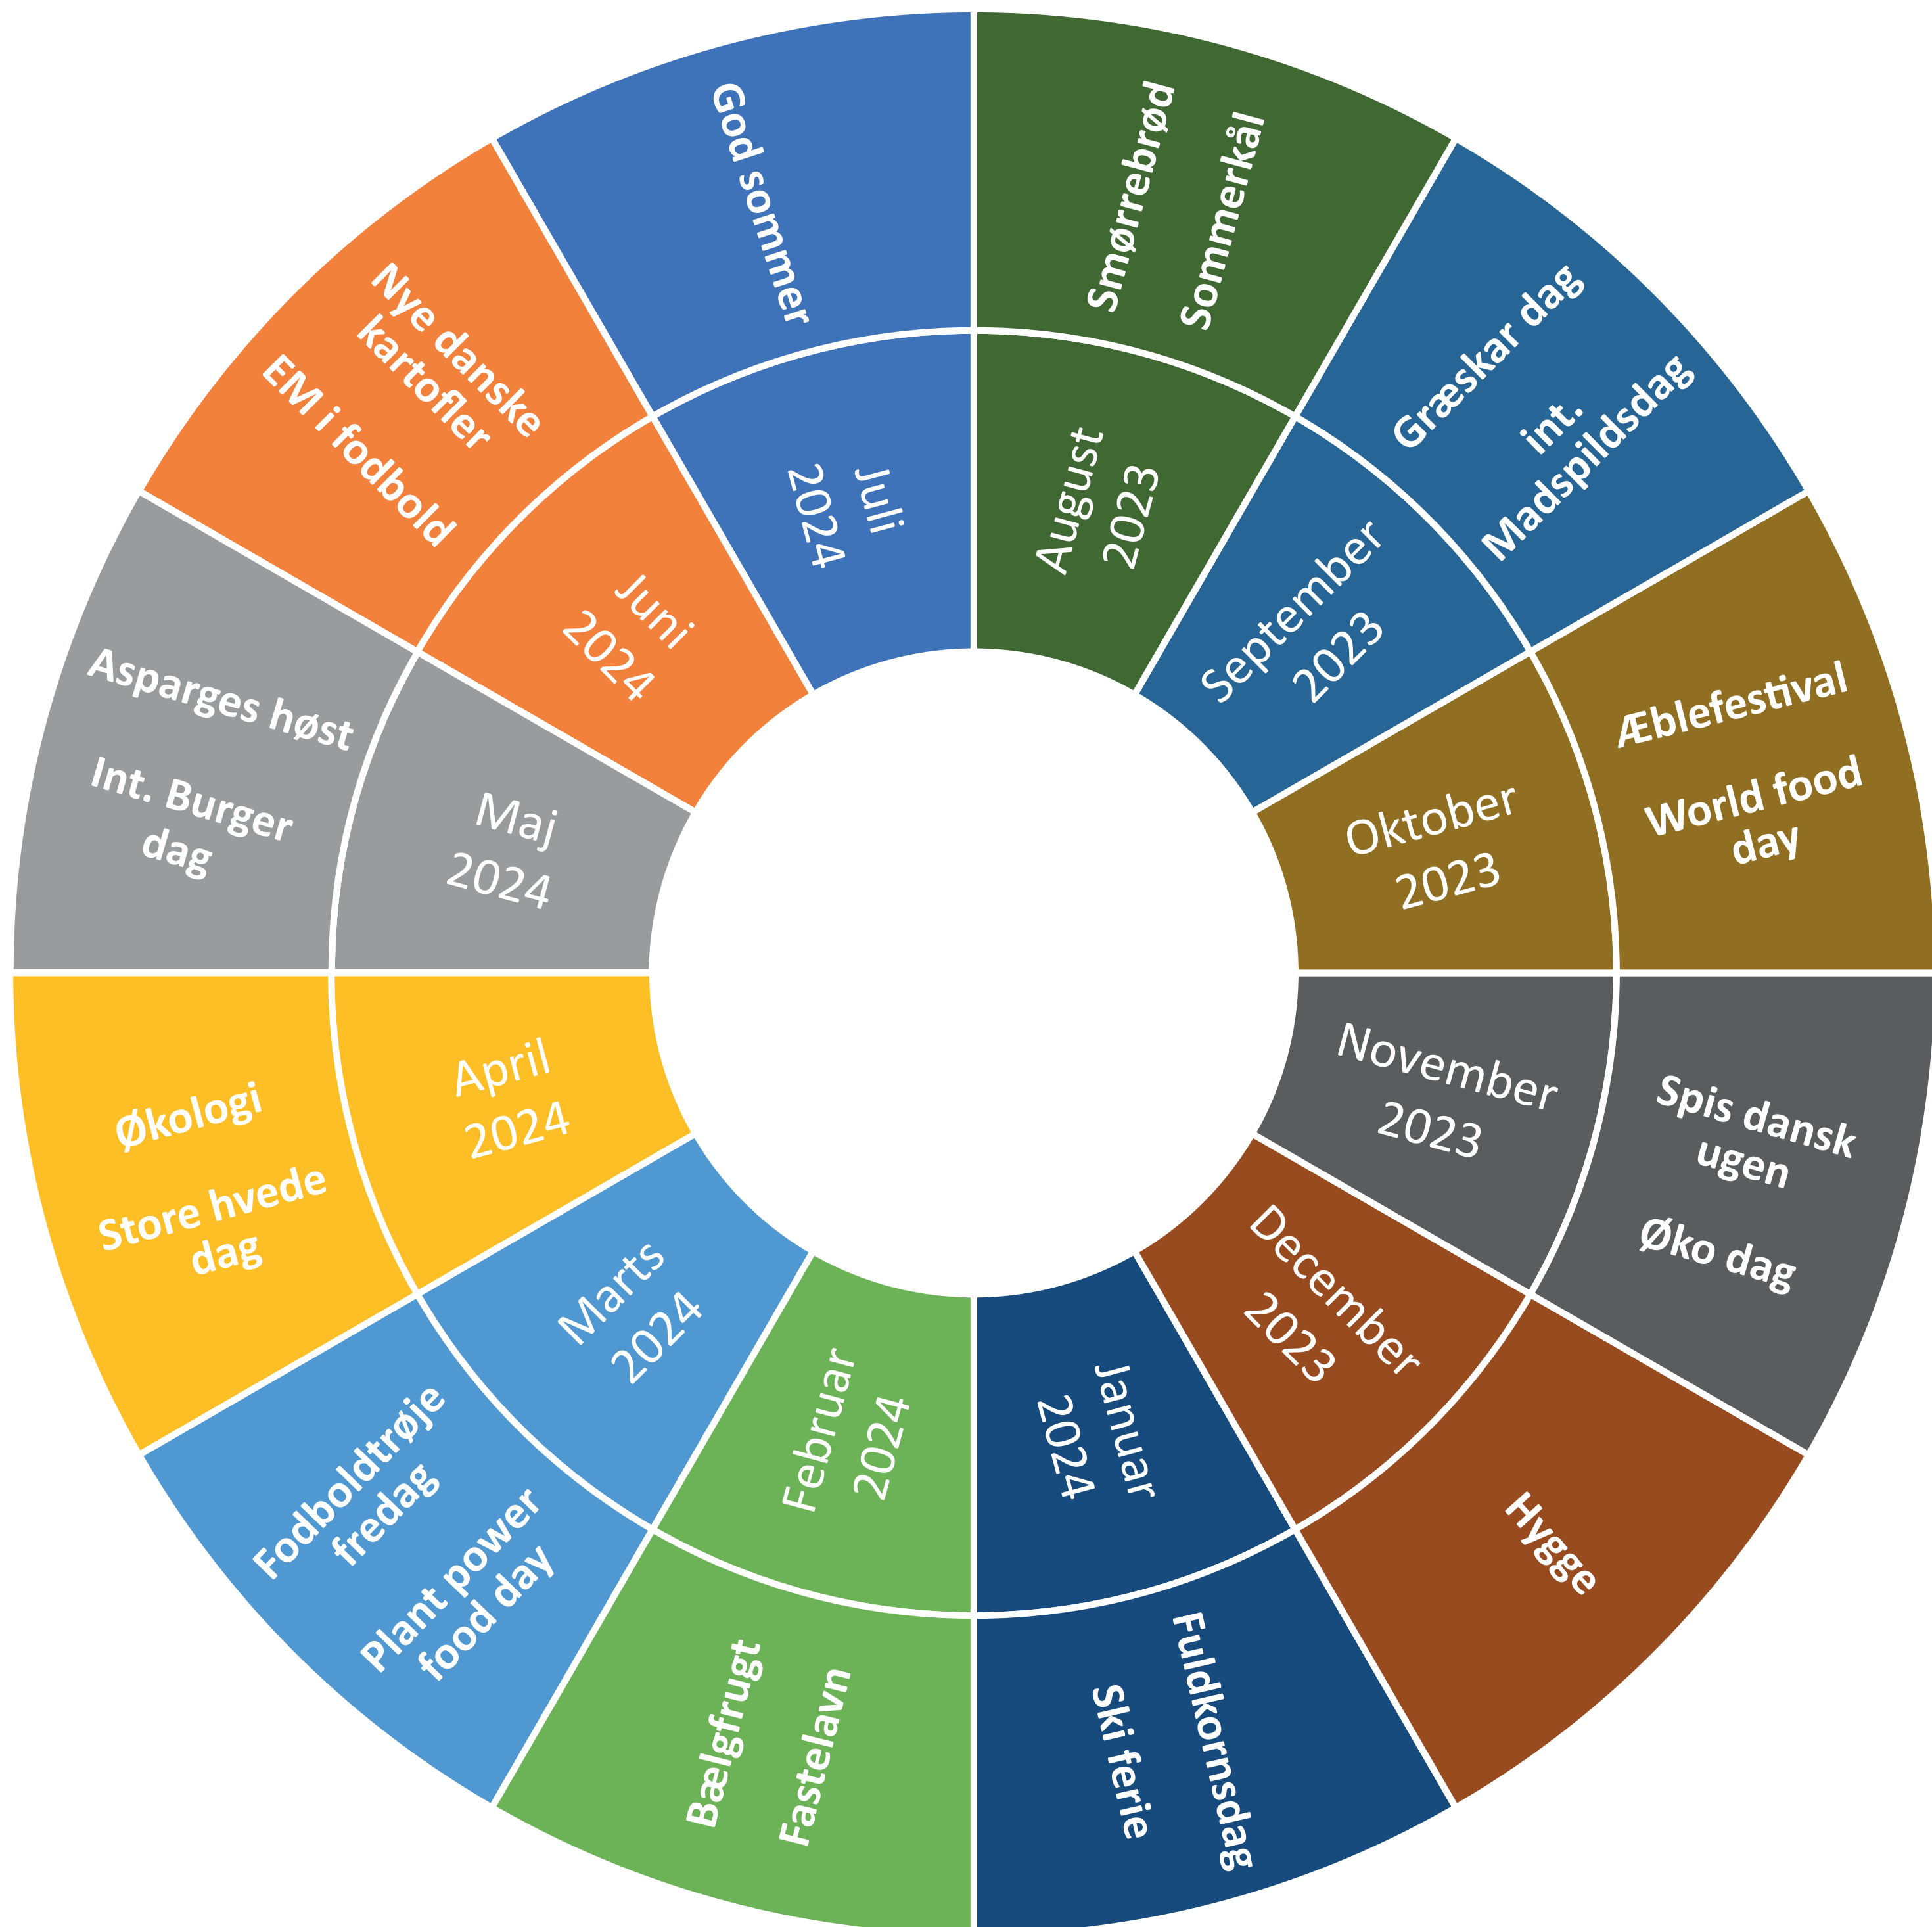 August
2023
Smørrebrød
Sommerkål
September
2023
Græskar dag
int.
Madspildsdag
Oktober
2023
Æblefestival
World food
day
November
2023
Spis dansk
ugen
Øko dag
December
2023
Hygge
Januar
2024
Fuldkornsdag
Ski ferie
Februar
2024
Bælgfrugt
Fastelavn
Marts
2024
Fodboldtrøje
fredag
Plant power
food day
April
2024
Økologi
Store hvede
dag
Maj
2024
Asparges høst
Int. Burger
dag
Juni
2024
Nye danske
Kartofler
EM i fodbold
Juli
2024
God sommer